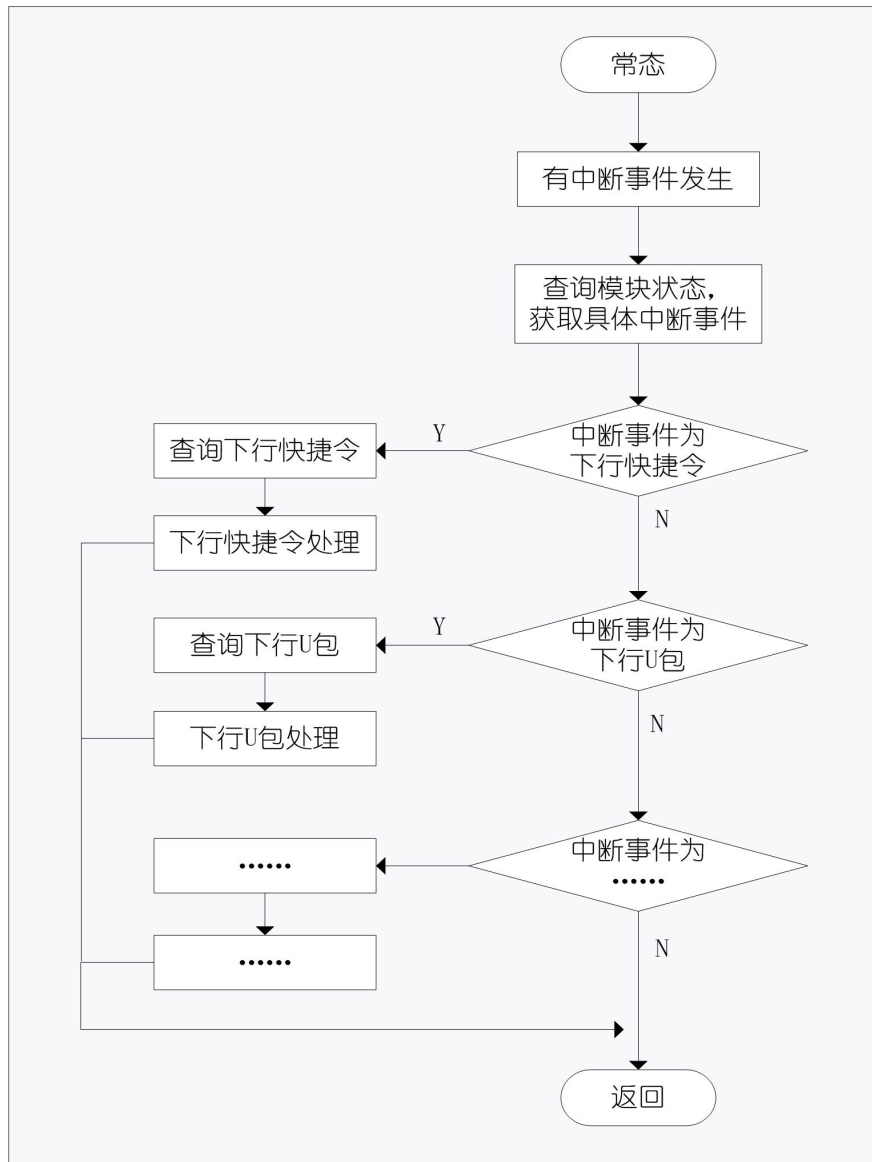 常态
有中断事件发生
查询模块状态，
获取具体中断事件
中断事件为
下行快捷令
Y
查询下行快捷令
N
下行快捷令处理
中断事件为
下行U包
Y
查询下行U包
N
下行U包处理
中断事件为
••••••
••••••
N
••••••
返回